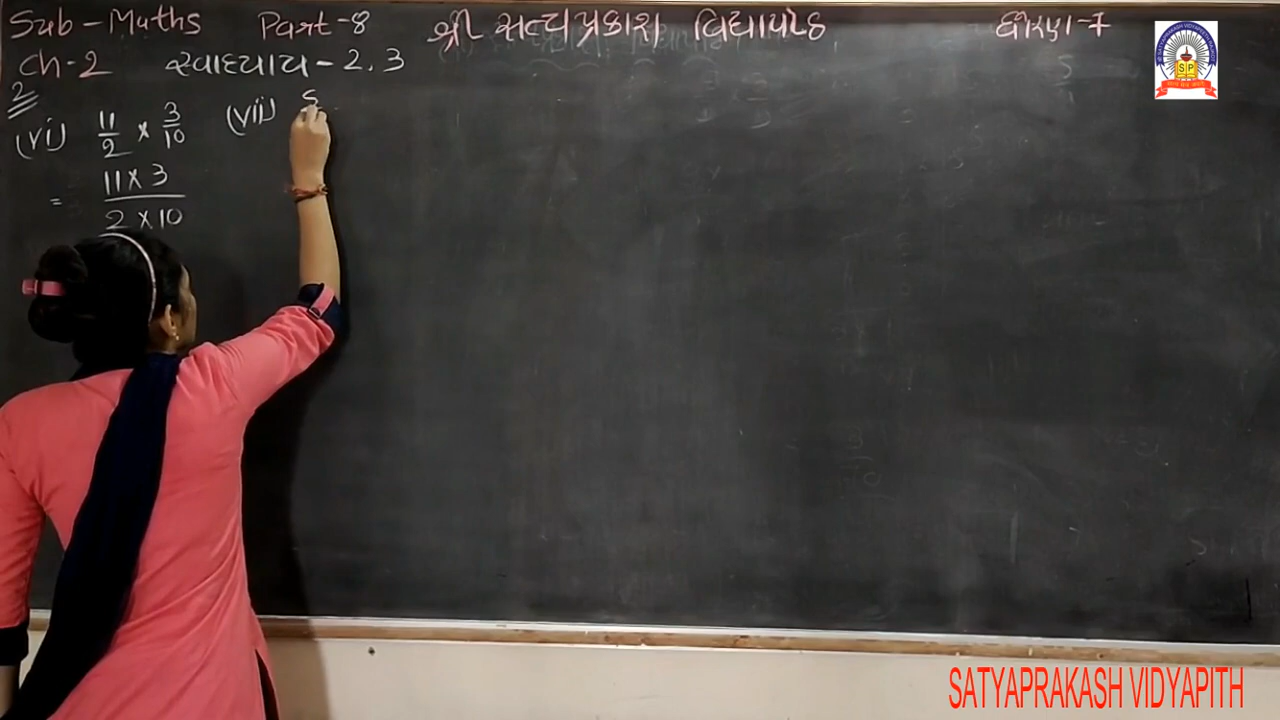 Sub-Maths Part-8 શ્રી સત્યપ્રકાશ વિદ્યાપીઠ ધોરણ-7
Ch-2 સ્વાધ્યાય-2.3
2
(vi) 11/2 × 3/10 (vii) 5
= 11×3 / 2×10
SP
SATYAPRAKASH VIDYAPITH